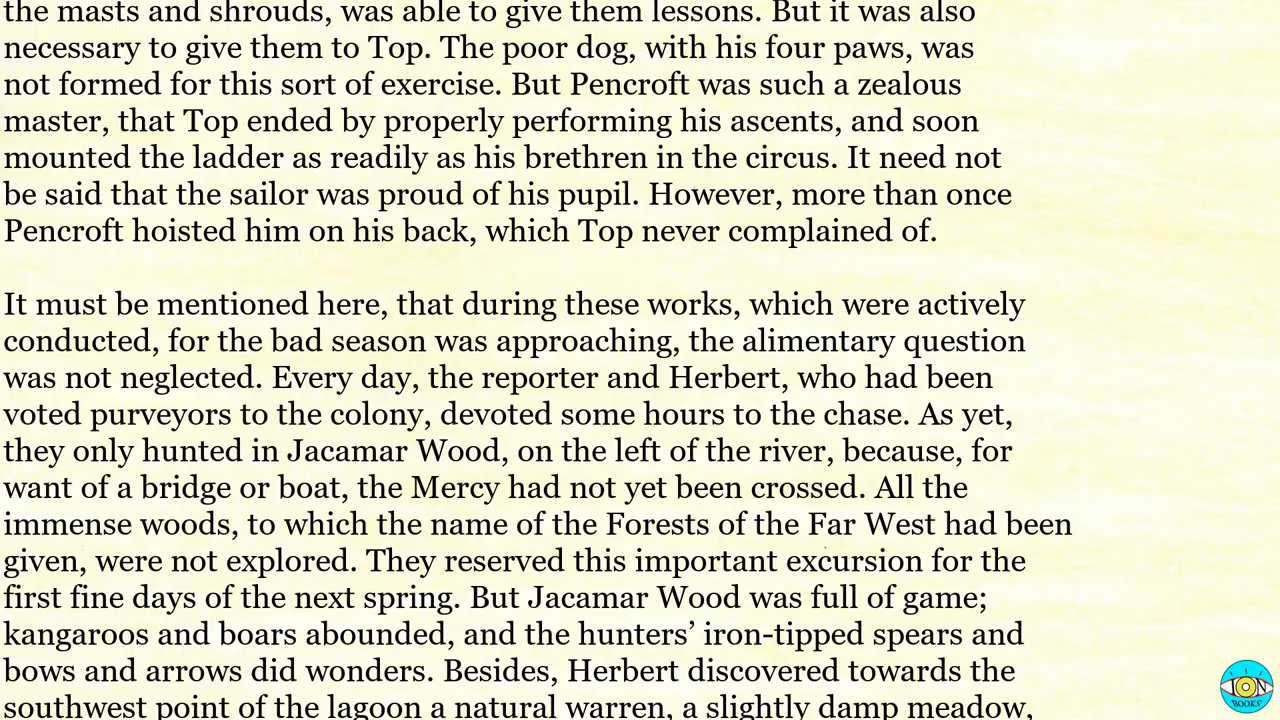 the masts and shrouds, was able to give them lessons. But it was also
necessary to give them to Top. The poor dog, with his four paws, was
not formed for this sort of exercise. But Pencroft was such a zealous
master, that Top ended by properly performing his ascents, and soon
mounted the ladder as readily as his brethren in the circus. It need not
be said that the sailor was proud of his pupil. However, more than once
Pencroft hoisted him on his back, which Top never complained of.
It must be mentioned here, that during these works, which were actively
conducted, for the bad season was approaching, the alimentary question
was not neglected. Every day, the reporter and Herbert, who had been
voted purveyors to the colony, devoted some hours to the chase. As yet,
they only hunted in Jacamar Wood, on the left of the river, because, for
want of a bridge or boat, the Mercy had not yet been crossed. All the
immense woods, to which the name of the Forests of the Far West had been
given, were not explored. They reserved this important excursion for the
first fine days of the next spring. But Jacamar Wood was full of game;
kangaroos and boars abounded, and the hunters’ iron-tipped spears and
bows and arrows did wonders. Besides, Herbert discovered towards the
southwest point of the lagoon a natural warren, a slightly damp meadow,
ION
WOOKS